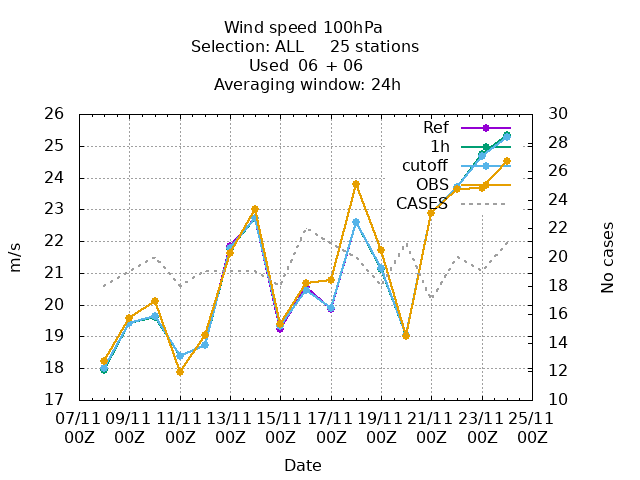 Wind speed 100hPa
Selection: ALL 25 stations
Used 06 + 06
Averaging window: 24h
26 30
25 28
24 26
23 24
22 22
21 20
20 18
19 16
18 14
17 12
10
m/s
No cases
Ref
1h
cutoff
OBS
CASES
07/11 09/11 11/11 13/11 15/11 17/11 19/11 21/11 23/11 25/11
00Z 00Z 00Z 00Z 00Z 00Z 00Z 00Z 00Z 00Z
Date